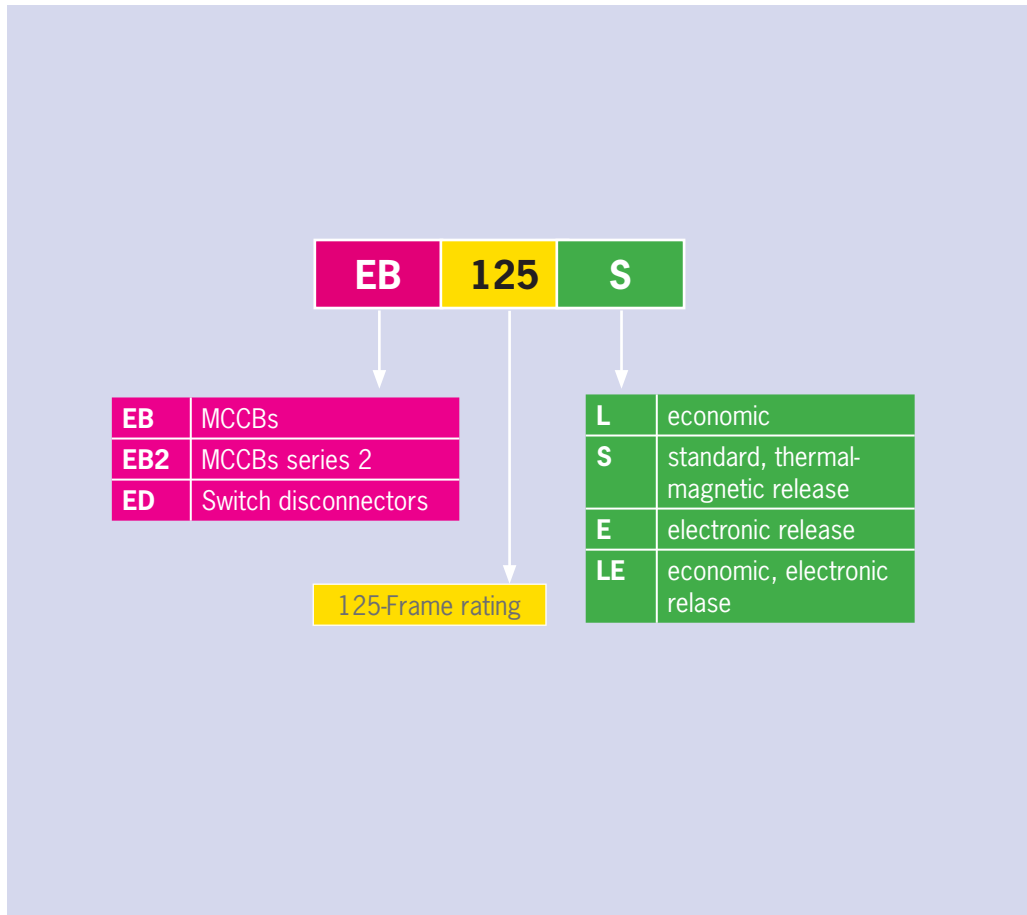 EB 125 S
EB MCCBs
EB2 MCCBs series 2
ED Switch disconnectors
125-Frame rating
L economic
S standard, thermal-
magnetic release
E electronic release
LE economic, electronic
relase